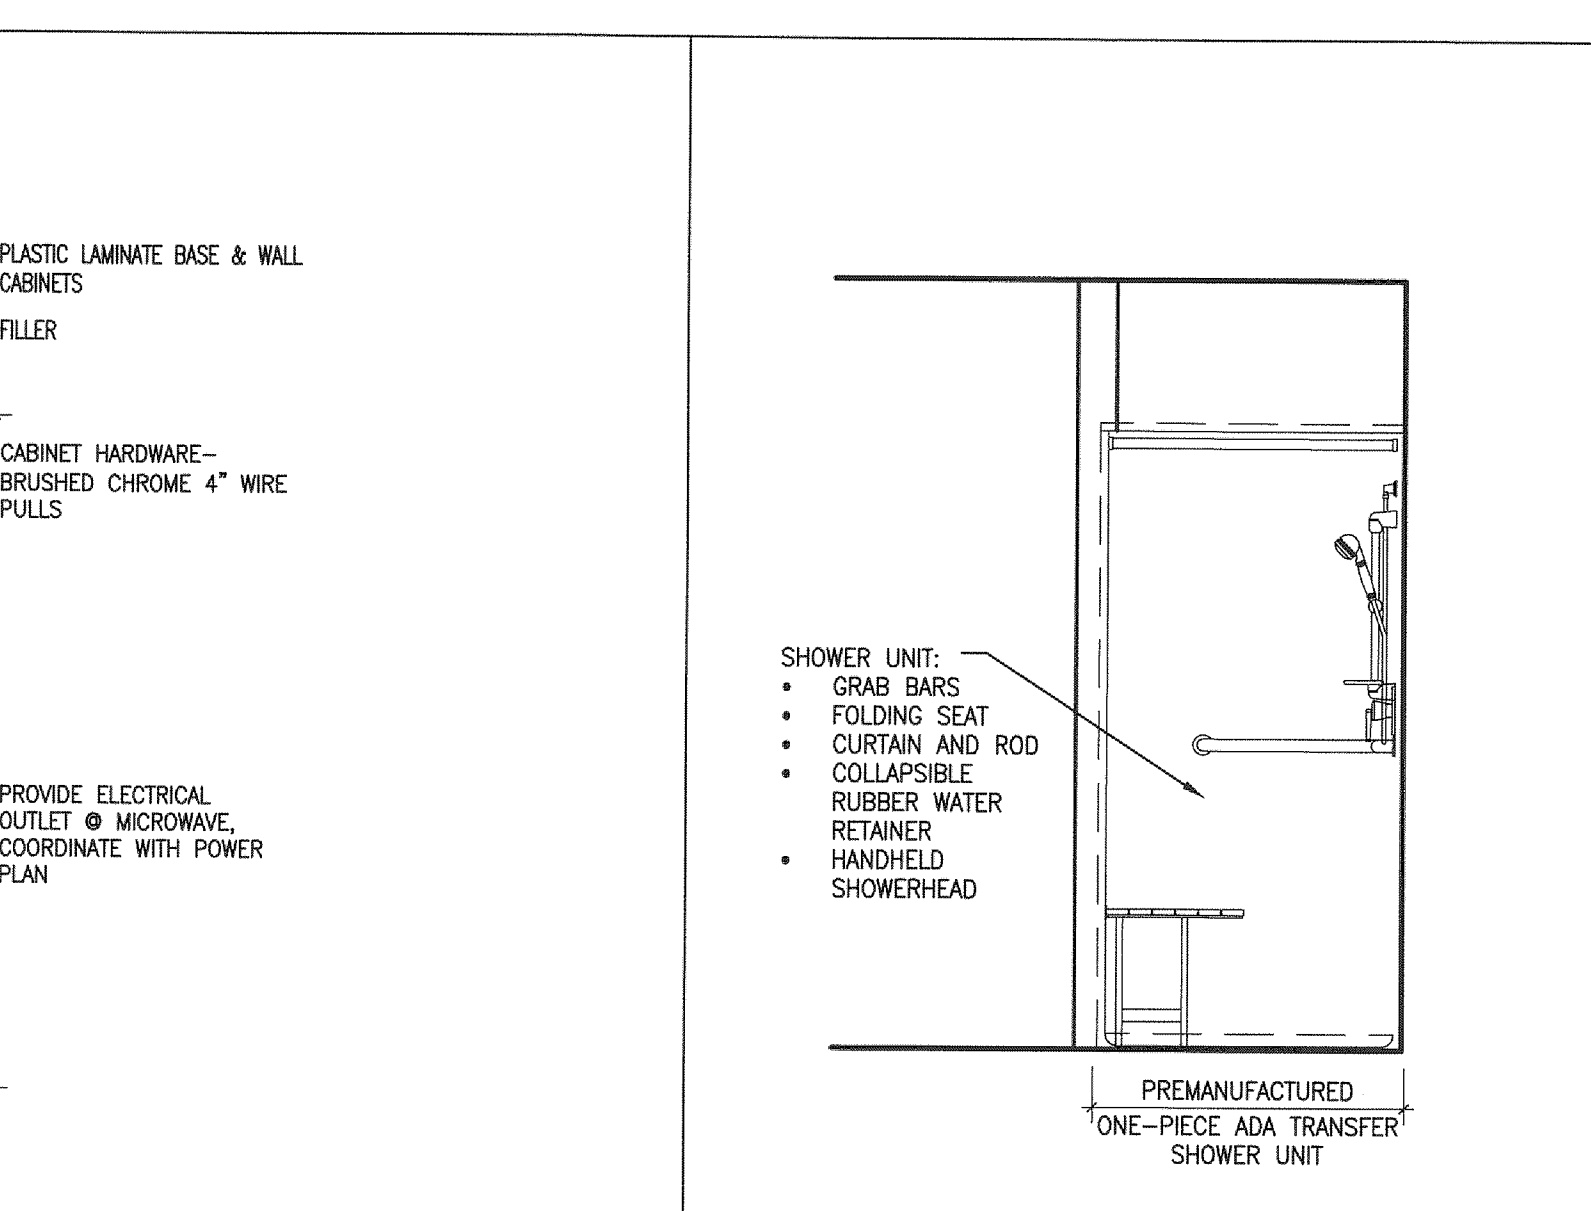 PLASTIC LAMINATE BASE & WALL
CABINETS
FILLER
CABINET HARDWARE-
BRUSHED CHROME 4" WIRE
PULLS
PROVIDE ELECTRICAL
OUTLET @ MICROWAVE,
COORDINATE WITH POWER
PLAN
SHOWER UNIT:
• GRAB BARS
• FOLDING SEAT
• CURTAIN AND ROD
• COLLAPSIBLE
RUBBER WATER
RETAINER
• HANDHELD
SHOWERHEAD
PREMANUFACTURED
ONE-PIECE ADA TRANSFER
SHOWER UNIT